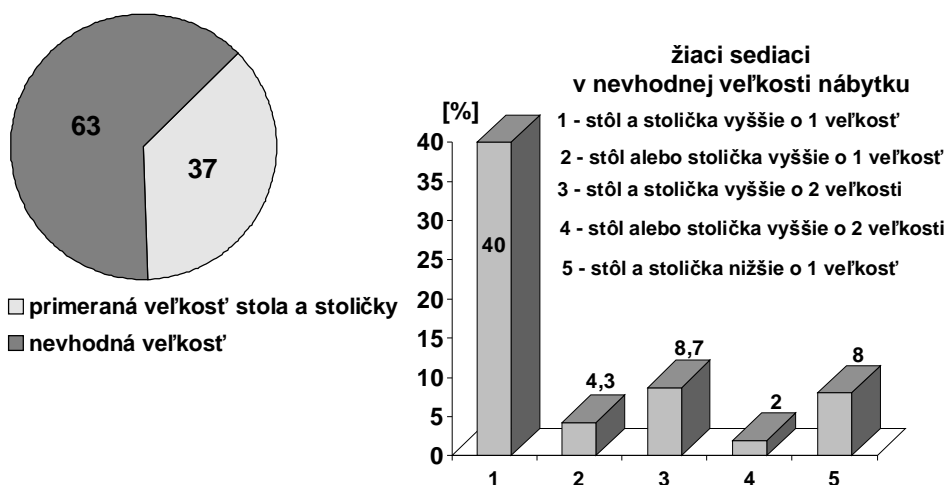 63
37
primeraná veľkosť stola a stoličky
nevhodná veľkosť
žiaci sediaci
v nevhodnej veľkosti nábytku
[%]
1 - stôl a stolička vyššie o 1 veľkosť
2 - stôl alebo stolička vyššie o 1 veľkosť
3 - stôl a stolička vyššie o 2 veľkosti
4 - stôl alebo stolička vyššie o 2 veľkosti
5 - stôl a stolička nižšie o 1 veľkosť
40
35
30
25
20
15
10
5
0
40
4,3
8,7
2
8
1 2 3 4 5